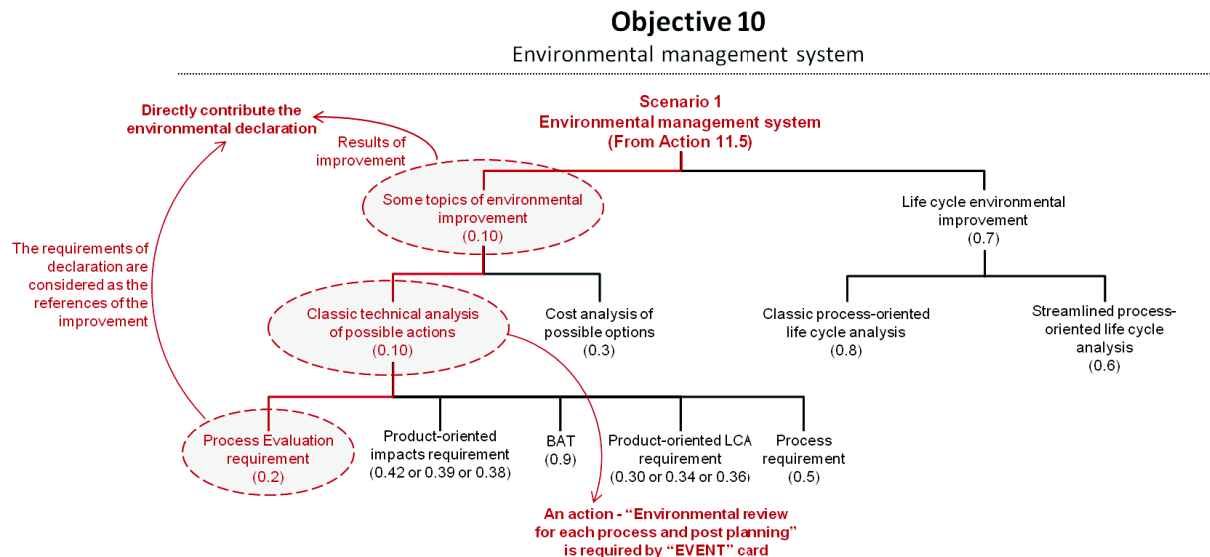 Objective 10
Environmental management system
Directly contribute the
environmental declaration
Results of
improvement
Scenario 1
Environmental management system
(From Action 11.5)
Some topics of environmental
improvement
(0.10)
Life cycle environmental
improvement
(0.7)
The requirements of
declaration are
considered as the
references of the
improvement
Classic technical analysis
of possible actions
(0.10)
Cost analysis of
possible options
(0.3)
Classic process-oriented
life cycle analysis
(0.8)
Streamlined process-
oriented life cycle
analysis
(0.6)
Process Evaluation
requirement
(0.2)
Product-oriented
impacts requirement
(0.42 or 0.39 or 0.38)
BAT
(0.9)
Product-oriented LCA
requirement
(0.30 or 0.34 or 0.36)
Process
requirement
(0.5)
An action - “Environmental review
for each process and post planning”
is required by “EVENT” card